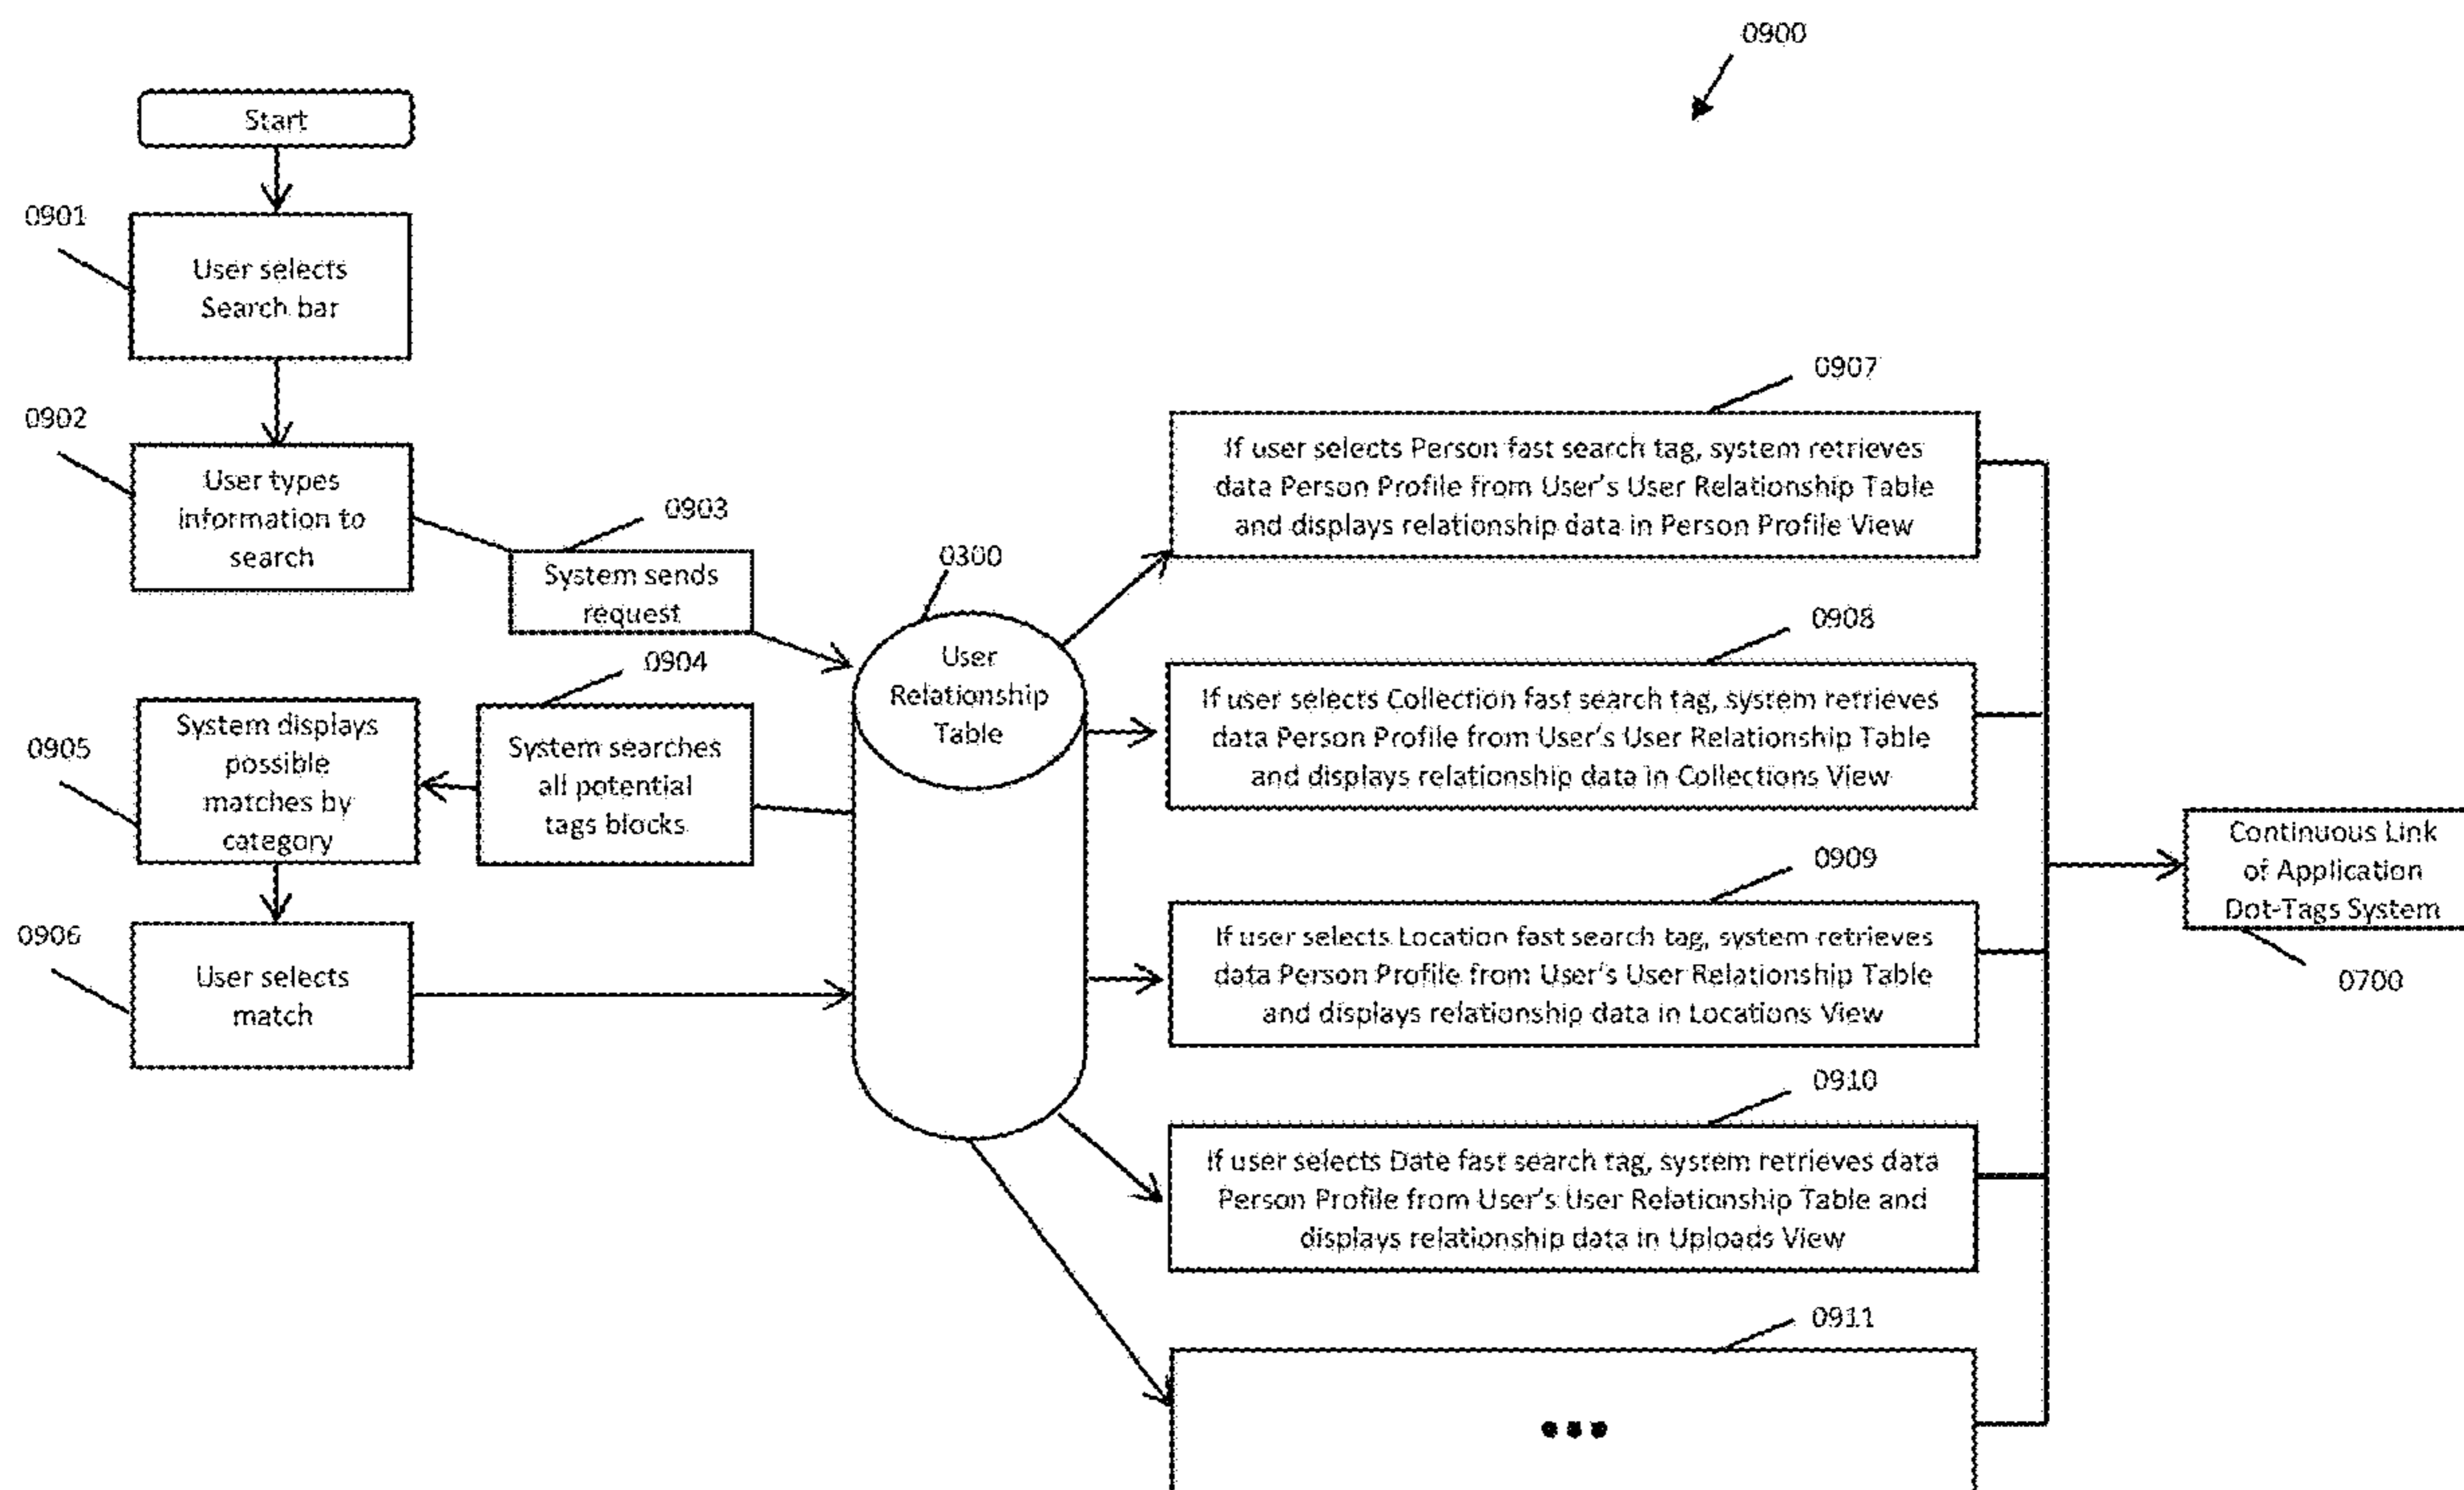 0900
Start
0901
User selects
Search bar
0902
User types
information to
search
0903
System sends
request
0300
User
Relationship
Table
0904
System searches
all potential
tags blocks
0905
System displays
possible
matches by
category
0906
User selects
match
0907
If user selects Person fast search tag, system retrieves
data Person Profile from User's User Relationship Table
and displays relationship data in Person Profile View
0908
If user selects Collection fast search tag, system retrieves
data Person Profile from User's User Relationship Table
and displays relationship data in Collections View
0909
If user selects Location fast search tag, system retrieves
data Person Profile from User's User Relationship Table
and displays relationship data in Locations View
0910
If user selects Date fast search tag, system retrieves data
Person Profile from User's User Relationship Table and
displays relationship data in Uploads View
0911
•••
Continuous Link
of Application
Dot-Tags System
0700